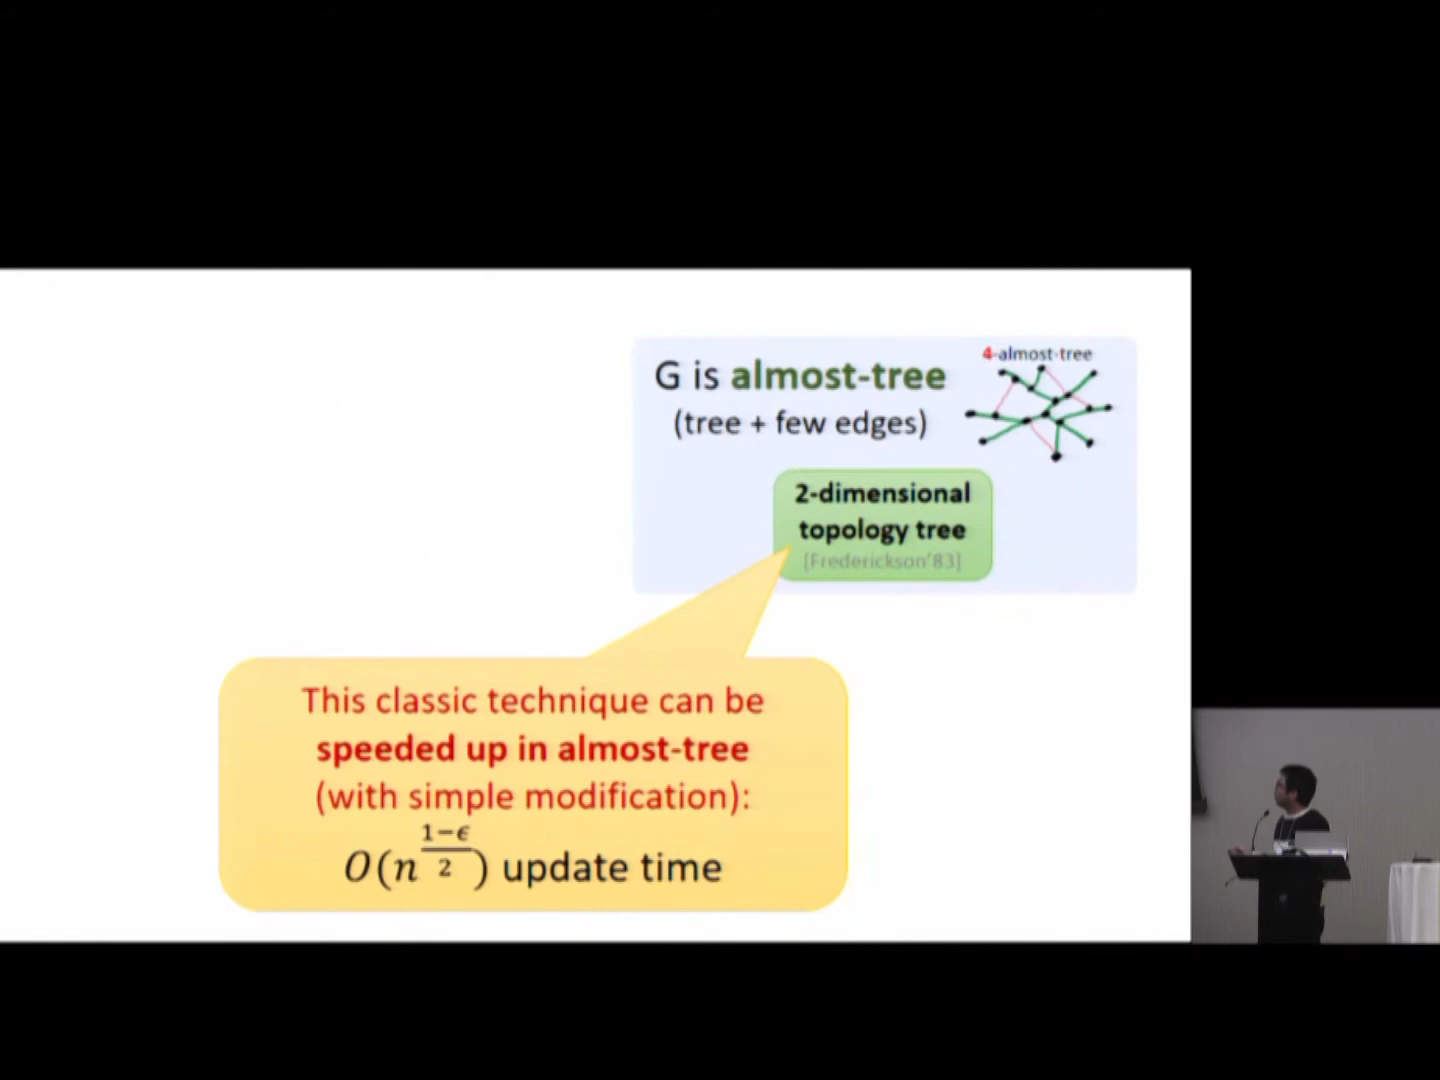 4-almost-tree
G is almost-tree
(tree + few edges)
2-dimensional
topology tree
[Frederickson'83]
This classic technique can be
speeded up in almost-tree
(with simple modification):
O(n^{\frac{1-ϵ}{2}}) update time